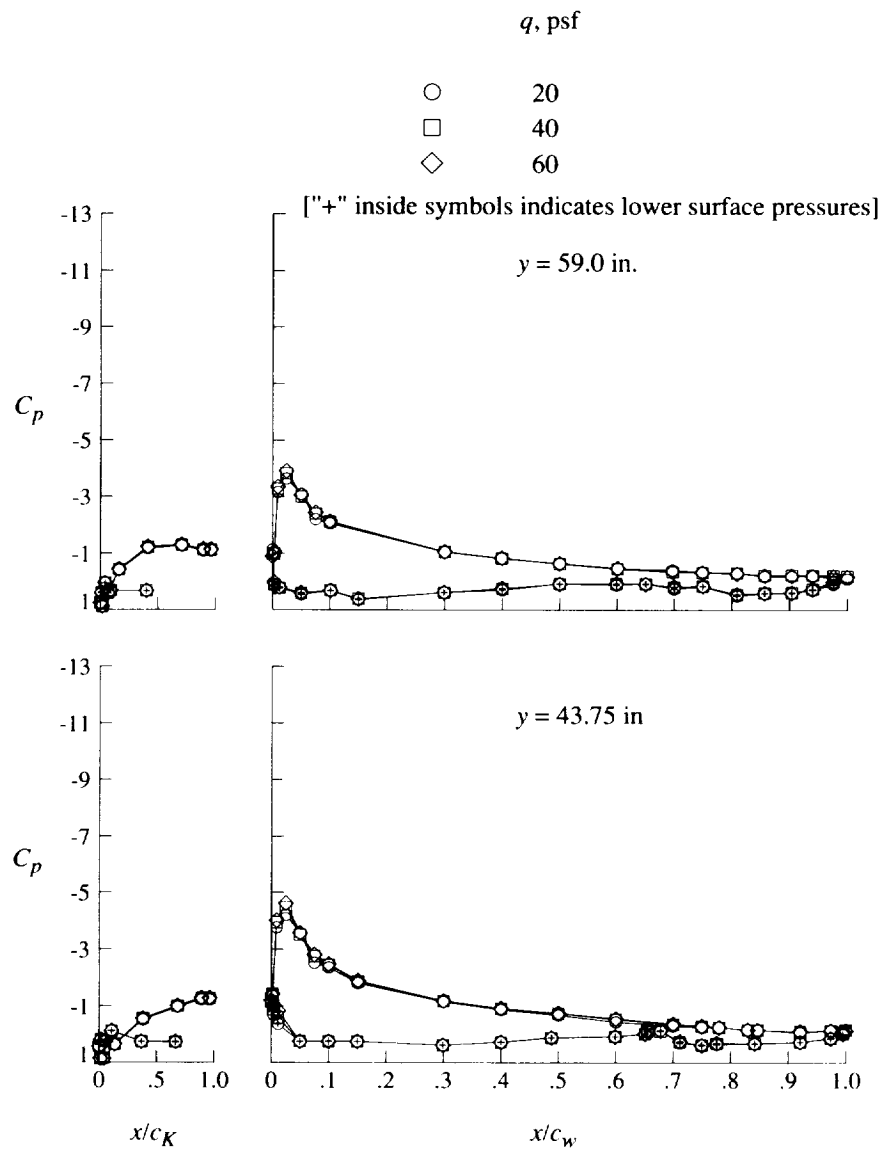 q, psf
20
40
60
["+" inside symbols indicates lower surface pressures]
-13
-11
-9
-7
-5
-3
-1
1
C_p
y = 59.0 in.
-13
-11
-9
-7
-5
-3
-1
1
C_p
y = 43.75 in
0 .5 1.0
0 .1 .2 .3 .4 .5 .6 .7 .8 .9 1.0
x/c_K
x/c_w